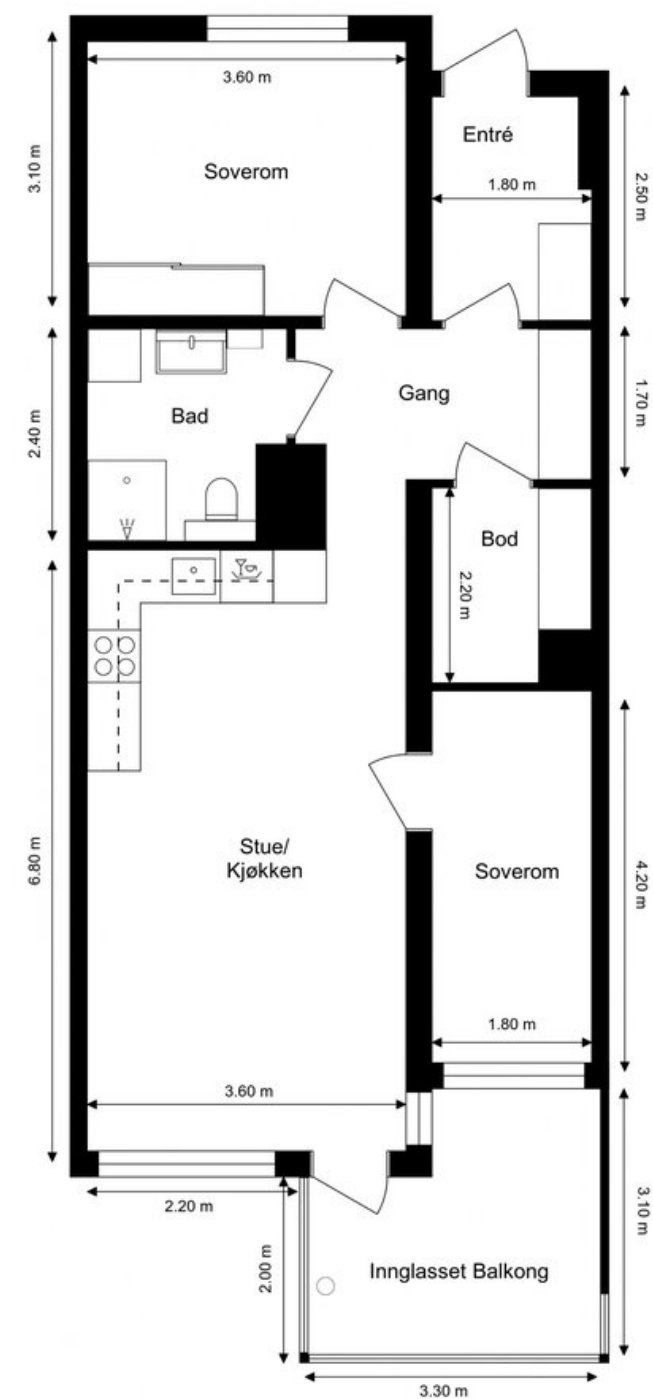 3.60 m
Soverom
3.10 m
Entré
1.80 m
2.50 m
Bad
2.40 m
Gang
1.70 m
Bod
2.20 m
6.80 m
Stue/
Kjøkken
Soverom
4.20 m
1.80 m
3.60 m
2.20 m
2.00 m
Innglasset Balkong
3.10 m
3.30 m